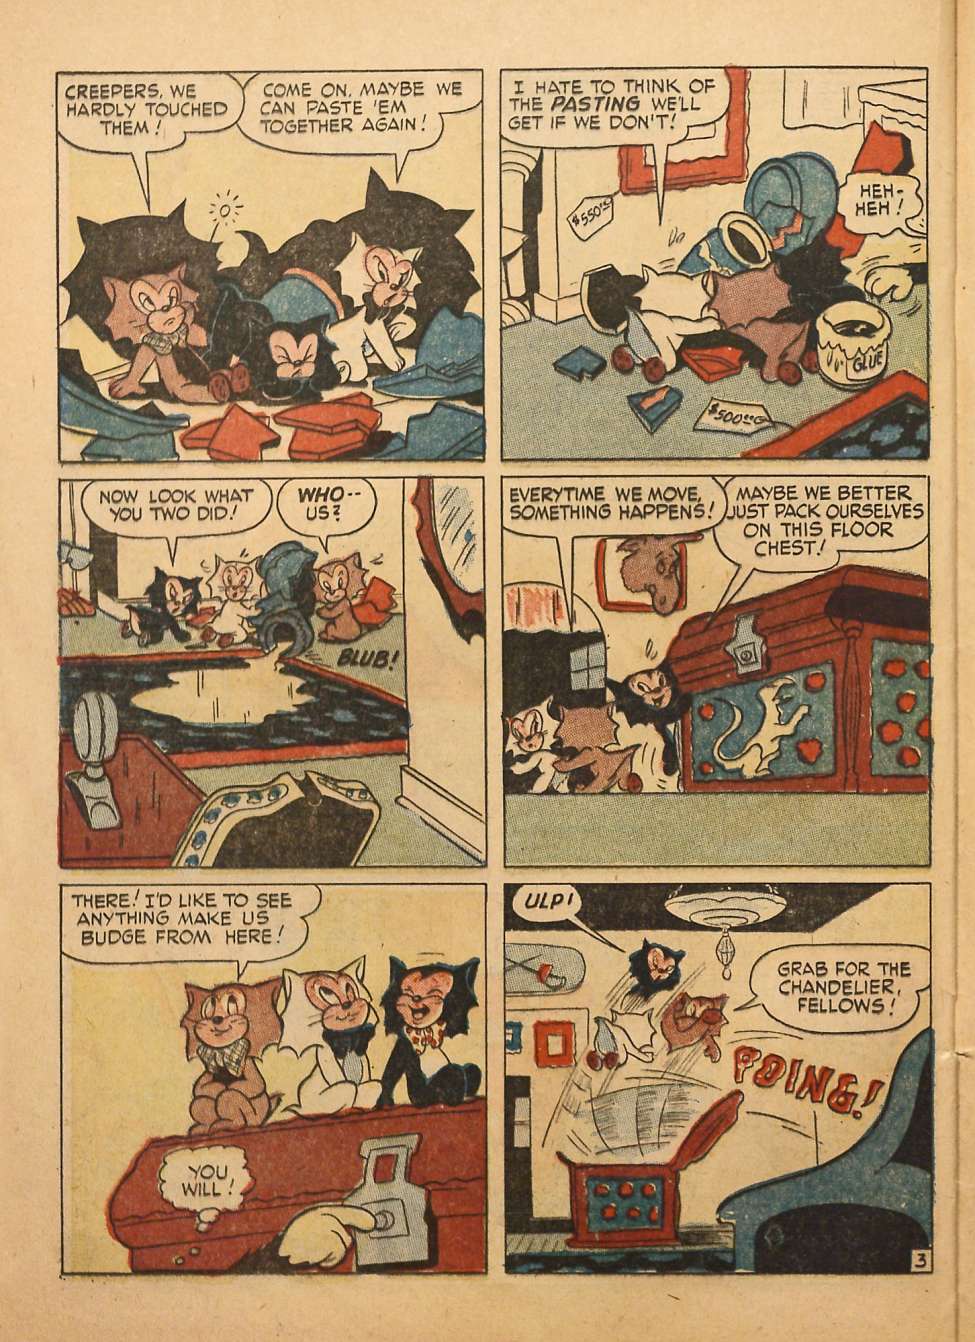 CREEPERS, WE
HARDLY TOUCHED
THEM!
COME ON, MAYBE WE
CAN PASTE 'EM
TOGETHER AGAIN!
I HATE TO THINK OF
THE PASTING WE'LL
GET IF WE DON'T!
$550
HEH-
HEH!
GLUE
$500
NOW LOOK WHAT
YOU TWO DID!
WHO--
US?
BLUB!
EVERYTIME WE MOVE,
SOMETHING HAPPENS!
MAYBE WE BETTER
JUST PACK OURSELVES
ON THIS FLOOR
CHEST!
THERE! I'D LIKE TO SEE
ANYTHING MAKE US
BUDGE FROM HERE!
YOU
WILL!
ULP!
GRAB FOR THE
CHANDELIER,
FELLOWS!
POING!
3